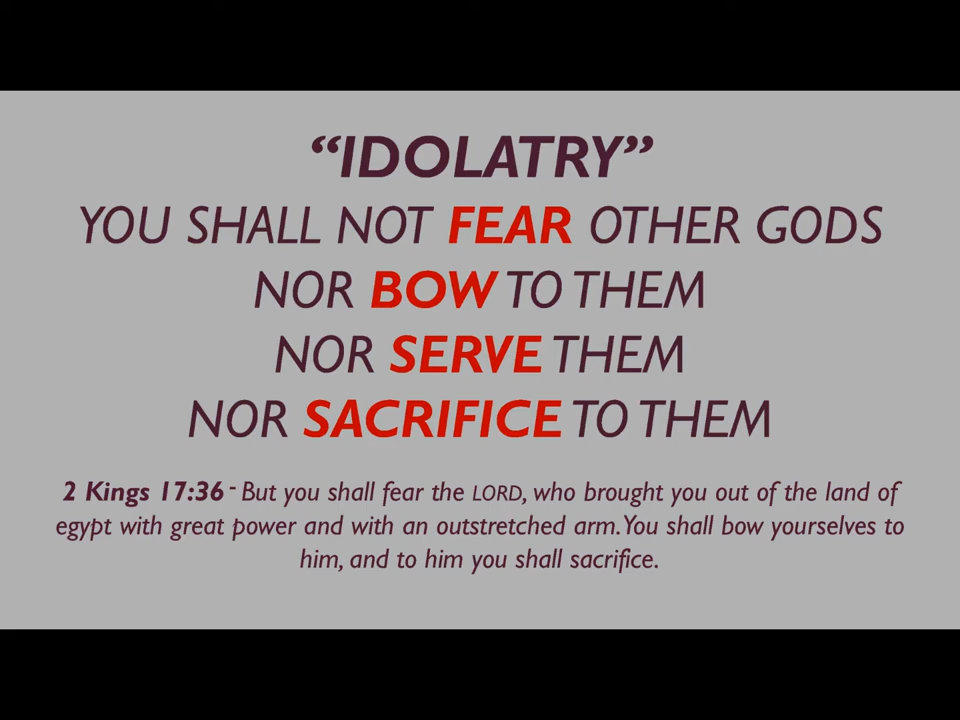 “IDOLATRY”
YOU SHALL NOT FEAR OTHER GODS
NOR BOW TO THEM
NOR SERVE THEM
NOR SACRIFICE TO THEM
2 Kings 17:36 - But you shall fear the LORD, who brought you out of the land of
egypt with great power and with an outstretched arm. You shall bow yourselves to
him, and to him you shall sacrifice.